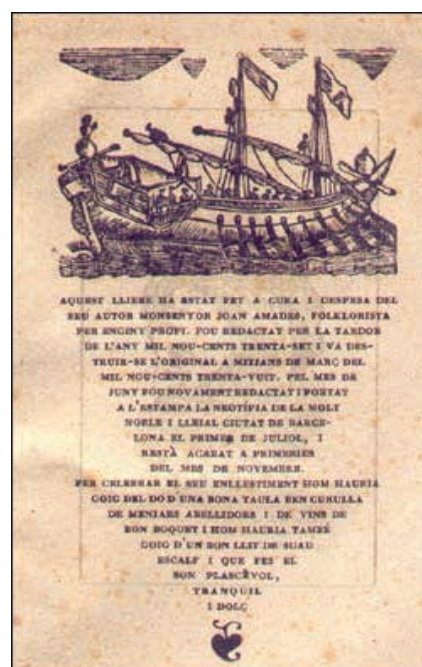 AQUEST LLIBRE HA ESTAT FET A CURA I DESPESA DEL
SEU AUTOR MONSENYOR JOAN AMADES, FOLKLORISTA
PER ENGINY PROPI. FOU REDACTAT PER LA TARDOR
DE L'ANY MIL NOU-CENTS TRENTA-SET I VA DES-
TRUIR-SE L'ORIGINAL A MITJANS DE MARÇ DEL
MIL NOU-CENTS TRENTA-VUIT. PEL MES DE
JUNY FOU NOVAMENT REDACTAT I PORTAT
A L'ESTAMPA LA NEOTÍPIA DE LA MOLT
NOBLE I LLEIAL CIUTAT DE BARCE-
LONA EL PRIMER DE JULIOL, I
RESTÀ ACABAT A PRIMERIES
DEL MES DE NOVEMBRE.
PER CELEBRAR EL SEU ENLLESTIMENT HOM HAURIA
GOIG DEL DO D'UNA BONA TAULA BEN CURULLA
DE MENJARS ABELLIDORS I DE VINS DE
BON BOQUET I HOM HAURIA TAMBÉ
GOIG D'UN BON LLIT DE SUAU
ESCALF I QUE FES EL
SON PLASCÈVOL,
TRANQUIL
I DOLÇ